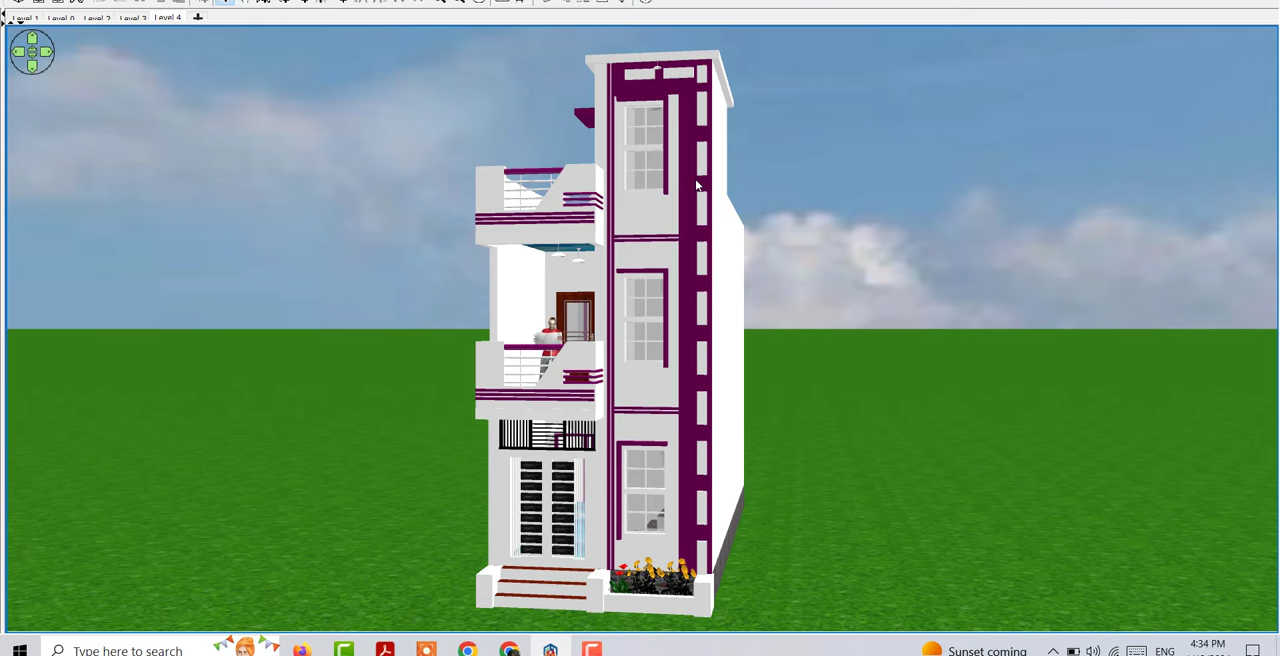 Level 1 Level 0 Level 2 Level 3 Level 4
Type here to search
Sunset coming
ENG
4:34 PM